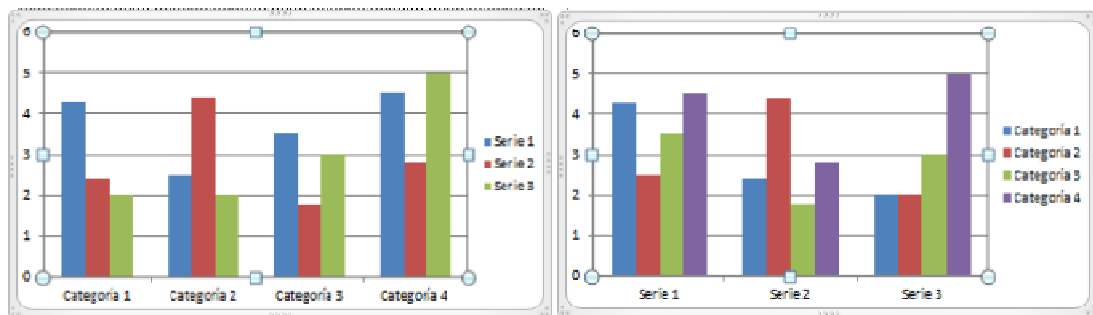 6
5
4
3
2
1
0
Categoría 1
Categoría 2
Categoría 3
Categoría 4
Serie 1
Serie 2
Serie 3
6
5
4
3
2
1
0
Serie 1
Serie 2
Serie 3
Categoría 1
Categoría 2
Categoría 3
Categoría 4